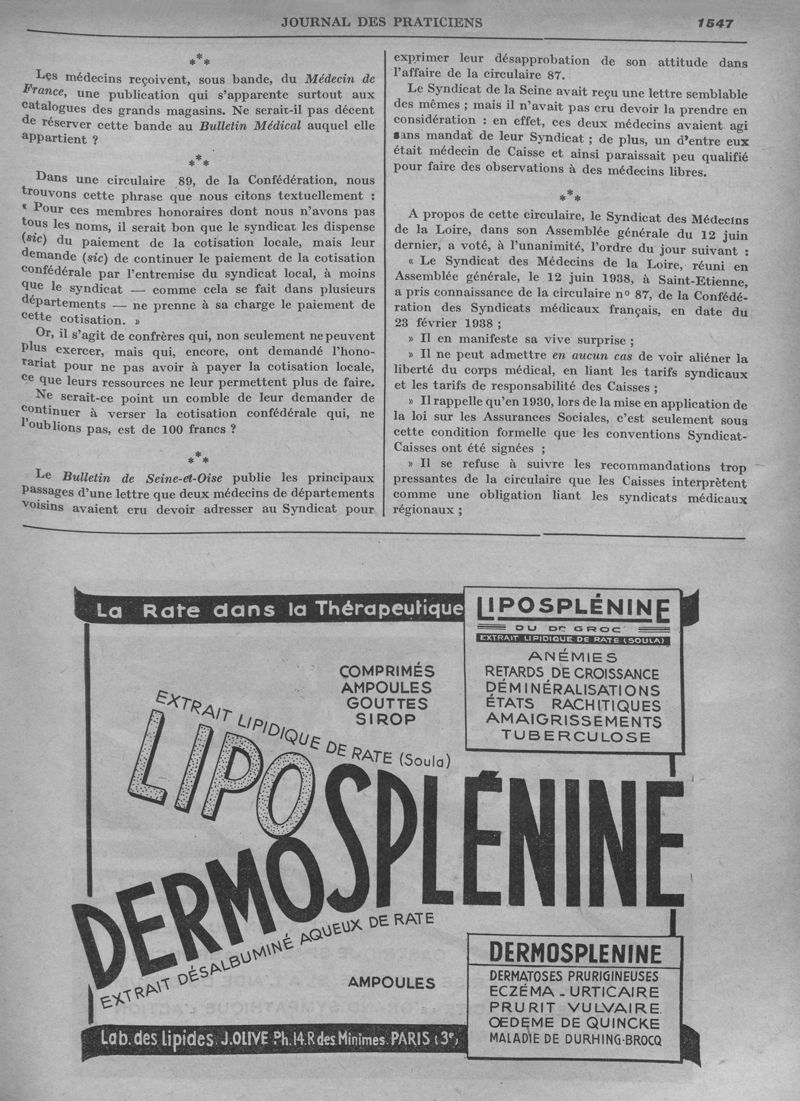 JOURNAL DES PRATICIENS
1547
***
Les médecins reçoivent, sous bande, du Médecin de
France, une publication qui s'apparente surtout aux
catalogues des grands magasins. Ne serait-il pas décent
de réserver cette bande au Bulletin Médical auquel elle
appartient ?
***
Dans une circulaire 89, de la Confédération, nous
trouvons cette phrase que nous citons textuellement :
« Pour ces membres honoraires dont nous n'avons pas
tous les noms, il serait bon que le syndicat les dispense
(sic) du paiement de la cotisation locale, mais leur
demande (sic) de continuer le paiement de la cotisation
confédérale par l'entremise du syndicat local, à moins
que le syndicat — comme cela se fait dans plusieurs
départements — ne prenne à sa charge le paiement de
cette cotisation. »
Or, il s'agit de confrères qui, non seulement ne peuvent
plus exercer, mais qui, encore, ont demandé l'hono-
rariat pour ne pas avoir à payer la cotisation locale,
ce que leurs ressources ne leur permettent plus de faire.
Ne serait-ce point un comble de leur demander de
continuer à verser la cotisation confédérale qui, ne
l'oublions pas, est de 100 francs ?
***
Le Bulletin de Seine-et-Oise publie les principaux
passages d'une lettre que deux médecins de départements
voisins avaient cru devoir adresser au Syndicat pour
exprimer leur désapprobation de son attitude dans
l'affaire de la circulaire 87.
Le Syndicat de la Seine avait reçu une lettre semblable
des mêmes ; mais il n'avait pas cru devoir la prendre en
considération : en effet, ces deux médecins avaient agi
sans mandat de leur Syndicat ; de plus, un d'entre eux
était médecin de Caisse et ainsi paraissait peu qualifié
pour faire des observations à des médecins libres.
***
A propos de cette circulaire, le Syndicat des Médecins
de la Loire, dans son Assemblée générale du 12 juin
dernier, a voté, à l'unanimité, l'ordre du jour suivant :
« Le Syndicat des Médecins de la Loire, réuni en
Assemblée générale, le 12 juin 1938, à Saint-Etienne,
a pris connaissance de la circulaire nº 87, de la Confédé-
ration des Syndicats médicaux français, en date du
23 février 1938 ;
» Il en manifeste sa vive surprise ;
» Il ne peut admettre en aucun cas de voir aliéner la
liberté du corps médical, en liant les tarifs syndicaux
et les tarifs de responsabilité des Caisses ;
» Il rappelle qu'en 1930, lors de la mise en application de
la loi sur les Assurances Sociales, c'est seulement sous
cette condition formelle que les conventions Syndicat-
Caisses ont été signées ;
» Il se refuse à suivre les recommandations trop
pressantes de la circulaire que les Caisses interprètent
comme une obligation liant les syndicats médicaux
régionaux ;
La Rate dans la Thérapeutique
LIPOSPLÉNINE
DU DR GROC
EXTRAIT LIPIDIQUE DE RATE (SOULA)
ANÉMIES
RETARDS DE CROISSANCE
DÉMINÉRALISATIONS
ÉTATS RACHITIQUES
AMAIGRISSEMENTS
TUBERCULOSE
COMPRIMÉS
AMPOULES
GOUTTES
SIROP
EXTRAIT LIPIDIQUE DE RATE (Soula)
LIPO
DERMOSPLÉNINE
EXTRAIT DÉSALBUMINÉ AQUEUX DE RATE
AMPOULES
DERMOSPLENINE
DERMATOSES PRURIGINEUSES
ECZÉMA - URTICAIRE
PRURIT VULVAIRE
ŒDEME DE QUINCKE
MALADIE DE DURHING-BROCQ
Lab. des Lipides. J. OLIVE Ph. 14. R des Minimes. PARIS (3e)